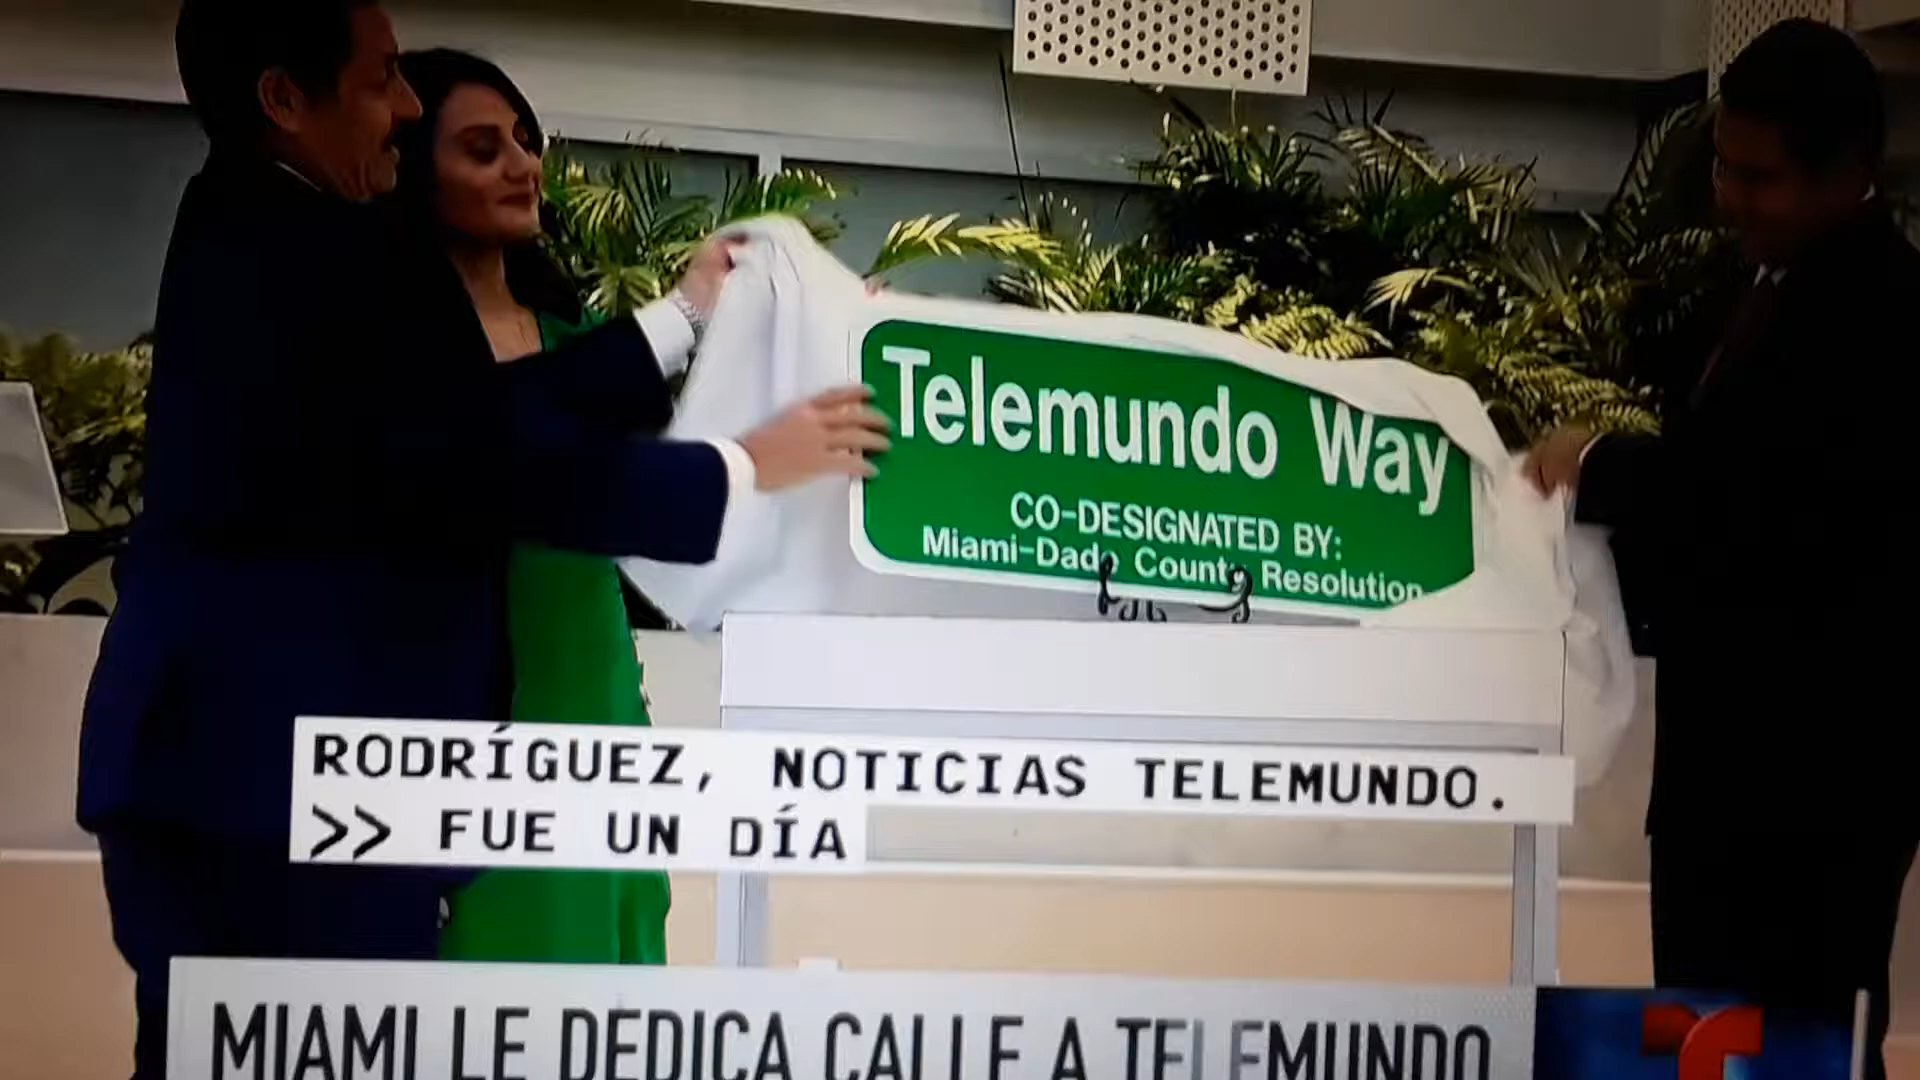 Telemundo Way
CO-DESIGNATED BY:
Miami-Dade County Resolution
RODRÍGUEZ, NOTICIAS TELEMUNDO.
>> FUE UN DÍA
MIAMI LE DEDICA CALLE A TELEMUNDO